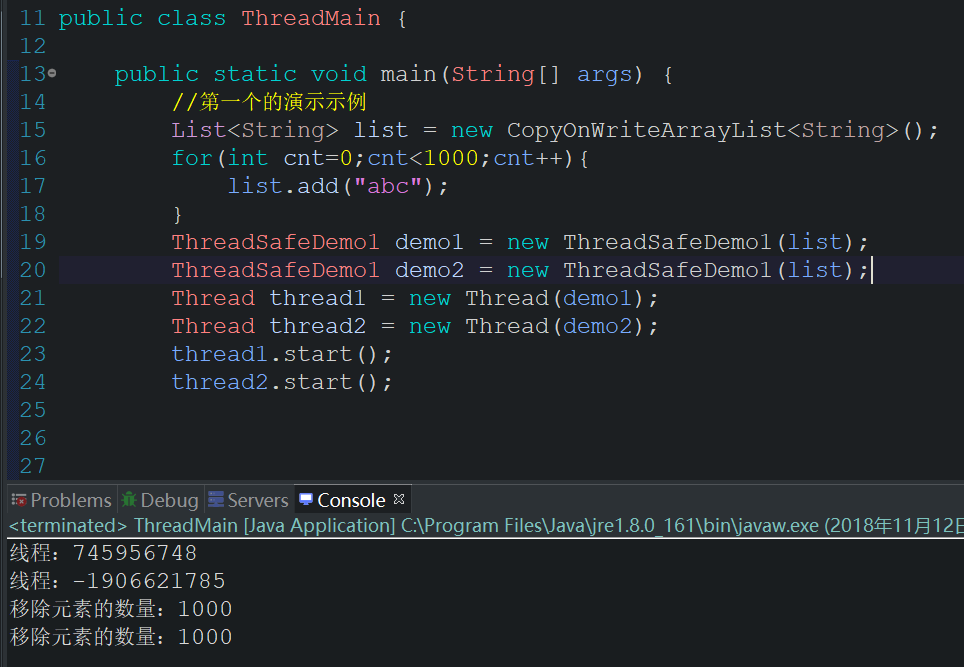 11 public class ThreadMain {
12
13 public static void main(String[] args) {
14 //第一个的演示示例
15 List<String> list = new CopyOnWriteArrayList<String>();
16 for(int cnt=0;cnt<1000;cnt++){
17 list.add("abc");
18 }
19 ThreadSafeDemo1 demo1 = new ThreadSafeDemo1(list);
20 ThreadSafeDemo1 demo2 = new ThreadSafeDemo1(list);
21 Thread thread1 = new Thread(demo1);
22 Thread thread2 = new Thread(demo2);
23 thread1.start();
24 thread2.start();
25
26
27
Problems Debug Servers Console
<terminated> ThreadMain [Java Application] C:\Program Files\Java\jre1.8.0_161\bin\javaw.exe (2018年11月12日
线程：745956748
线程：-1906621785
移除元素的数量：1000
移除元素的数量：1000